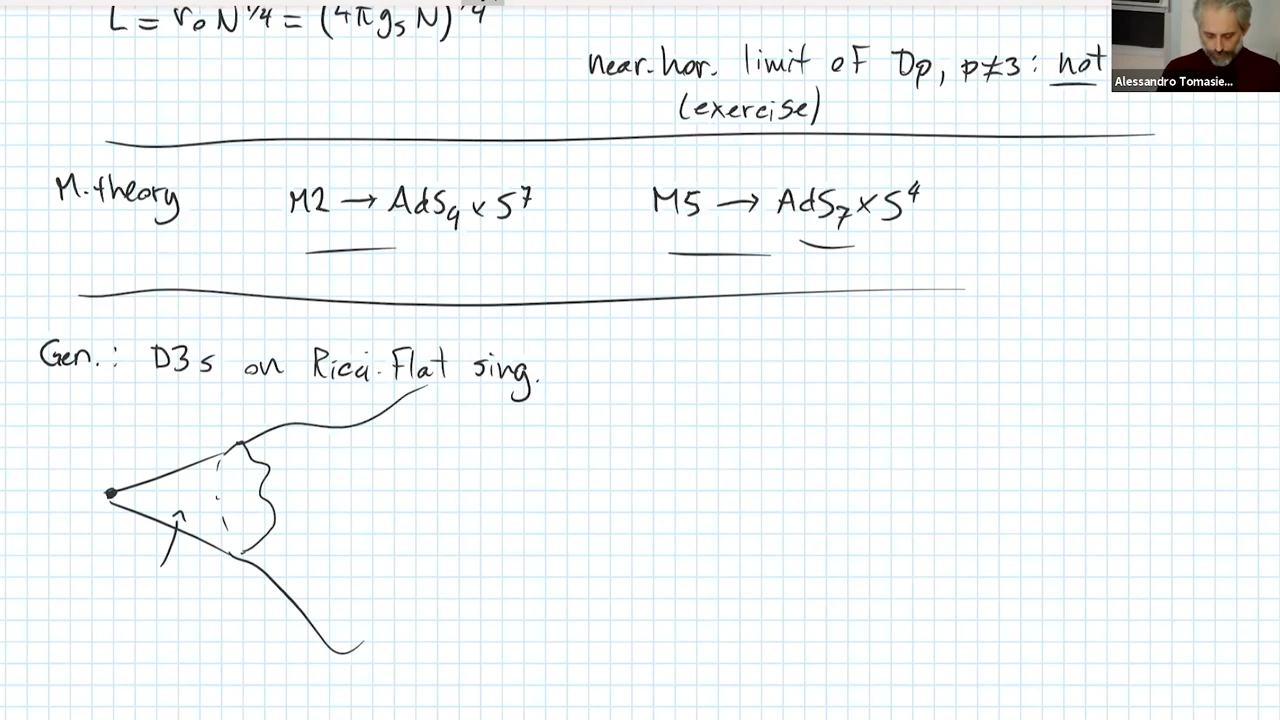 L = r₀ N^1/4 = (4π g_s N)^1/4
near-hor. limit of Dp, p≠3: not
(exercise)
Alessandro Tomasie...
M-theory M2 → AdS₄ × S⁷ M5 → AdS₇ × S⁴
Gen.: D3s on Ricci-Flat sing.